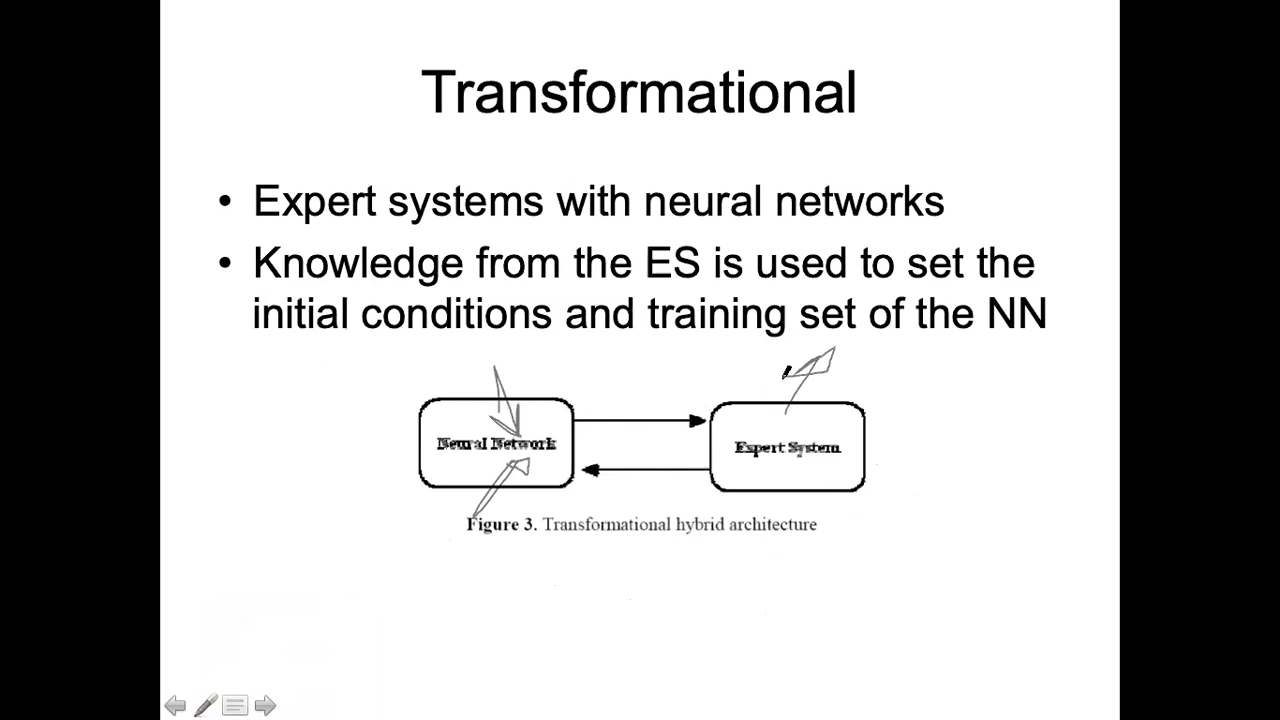 Transformational
• Expert systems with neural networks
• Knowledge from the ES is used to set the
initial conditions and training set of the NN
Neural Network
Expert System
Figure 3. Transformational hybrid architecture